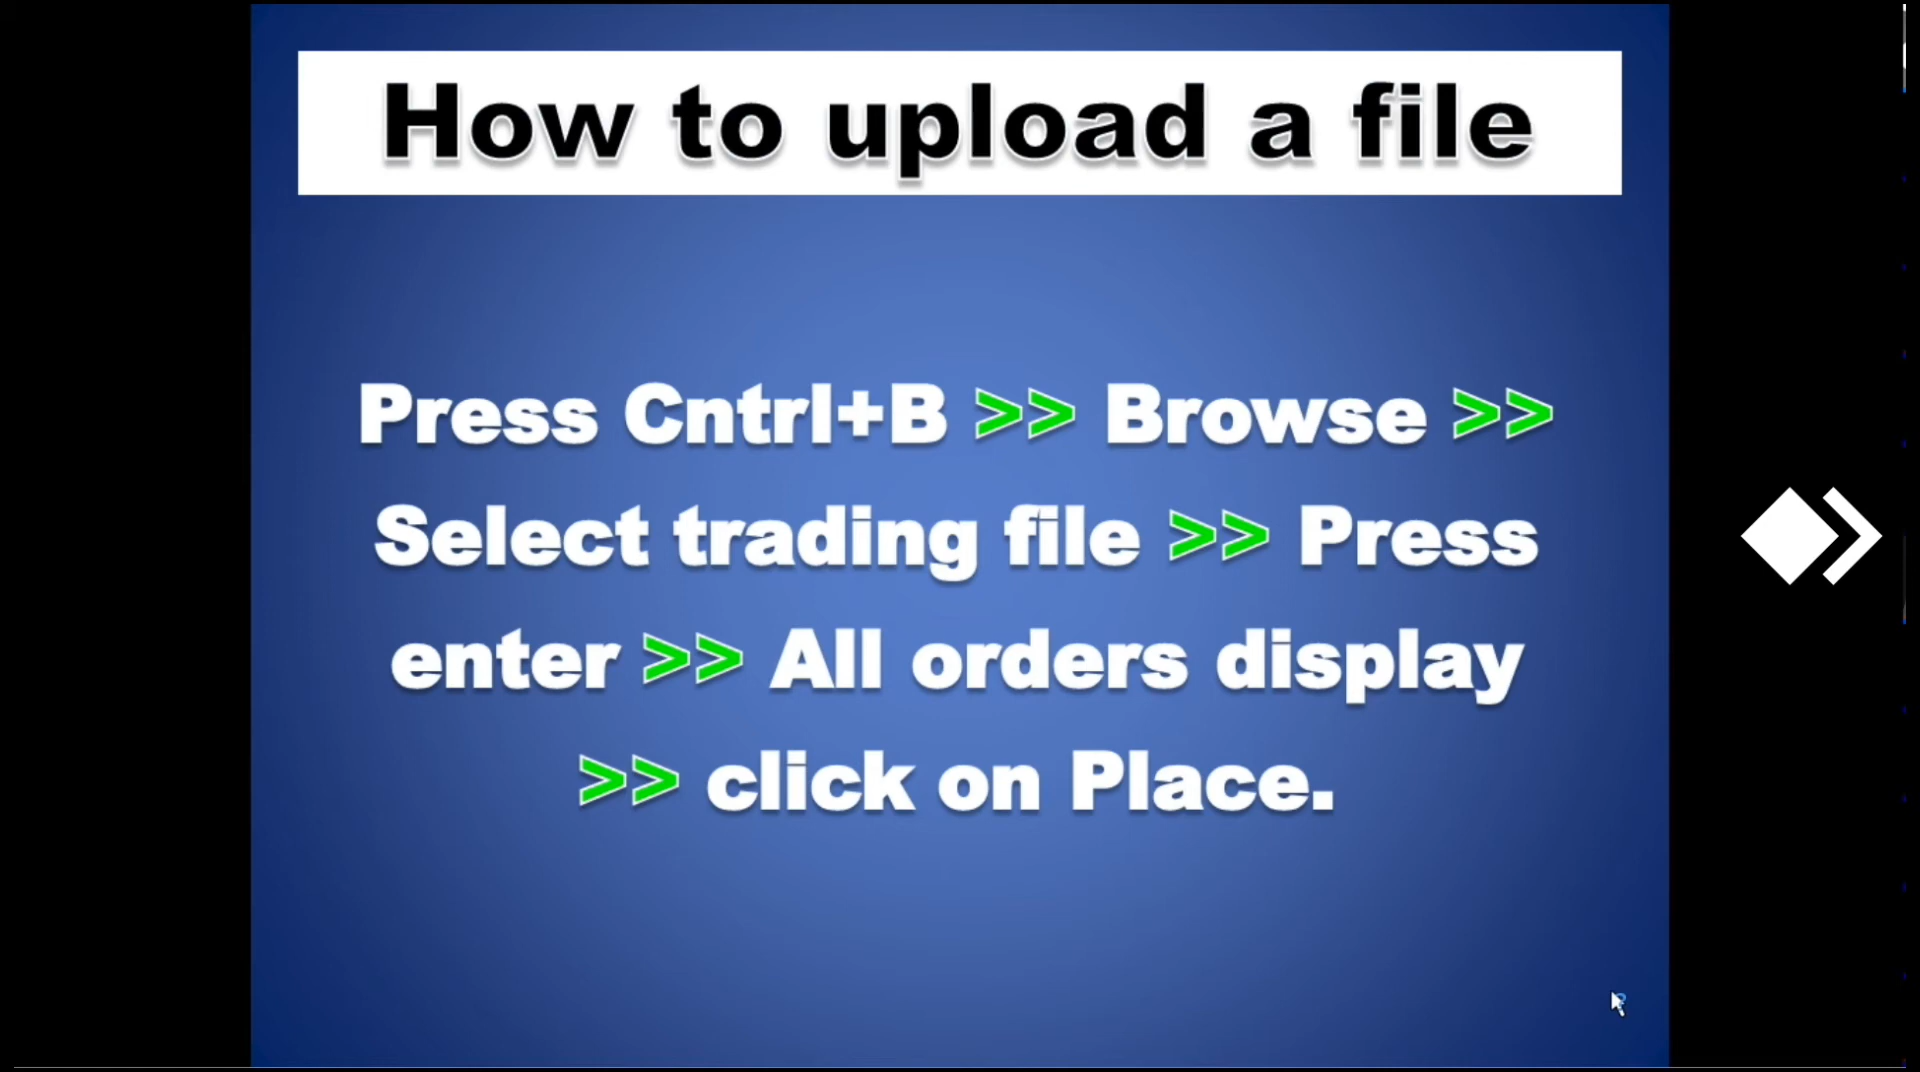 How to upload a file
Press Cntrl+B >> Browse >>
Select trading file >> Press
enter >> All orders display
>> click on Place.